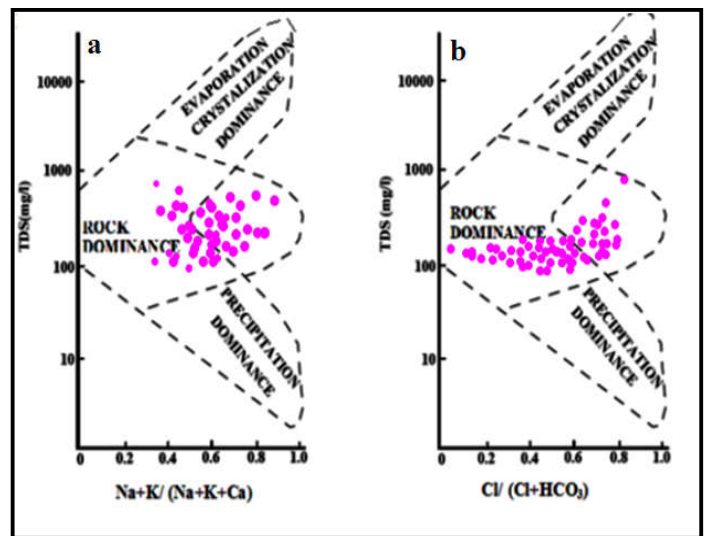 a
EVAPORATION
CRYSTALIZATION
DOMINANCE
10000
1000
100
10
TDS(mg/l)
ROCK
DOMINANCE
PRECIPITATION
DOMINANCE
0 0.2 0.4 0.6 0.8 1.0
Na+K/ (Na+K+Ca)
b
EVAPORATION
CRYSTALIZATION
DOMINANCE
10000
1000
100
10
TDS (mg/l)
ROCK
DOMINANCE
PRECIPITATION
DOMINANCE
0 0.2 0.4 0.6 0.8 1.0
Cl/ (Cl+HCO₃)